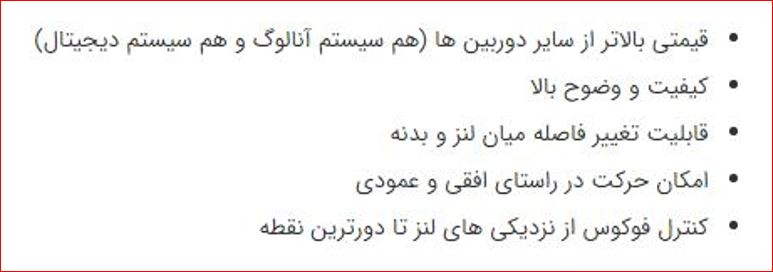 • قیمتی بالاتر از سایر دوربین ها (هم سیستم آنالوگ و هم سیستم دیجیتال)
• کیفیت و وضوح بالا
• قابلیت تغییر فاصله میان لنز و بدنه
• امکان حرکت در راستای افقی و عمودی
• کنترل فوکوس از نزدیکی های لنز تا دورترین نقطه